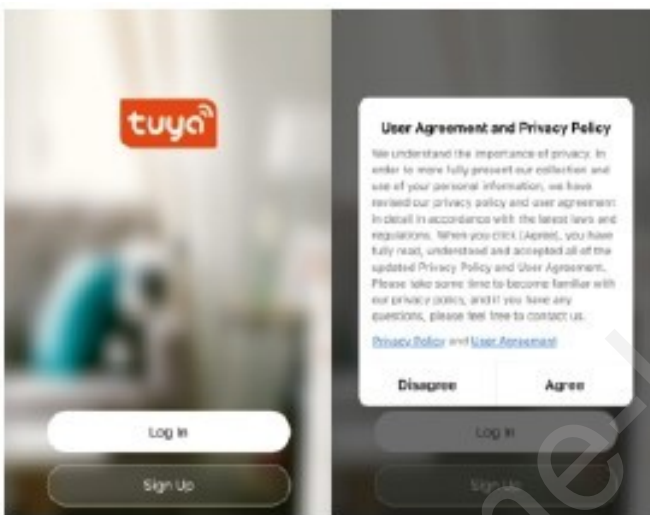 tuya
Log In
Sign Up
User Agreement and Privacy Policy
We understand the importance of privacy. In
order to more fully present our collection and
use of your personal information, we have
revised our privacy policy and user agreement
in detail in accordance with the latest laws and
regulations. When you click [Agree], you have
fully read, understood and accepted all of the
updated Privacy Policy and User Agreement.
Please take some time to become familiar with
our privacy policy, and if you have any
questions, please feel free to contact us.
Privacy Policy and User Agreement
Disagree Agree
Log In
Sign Up